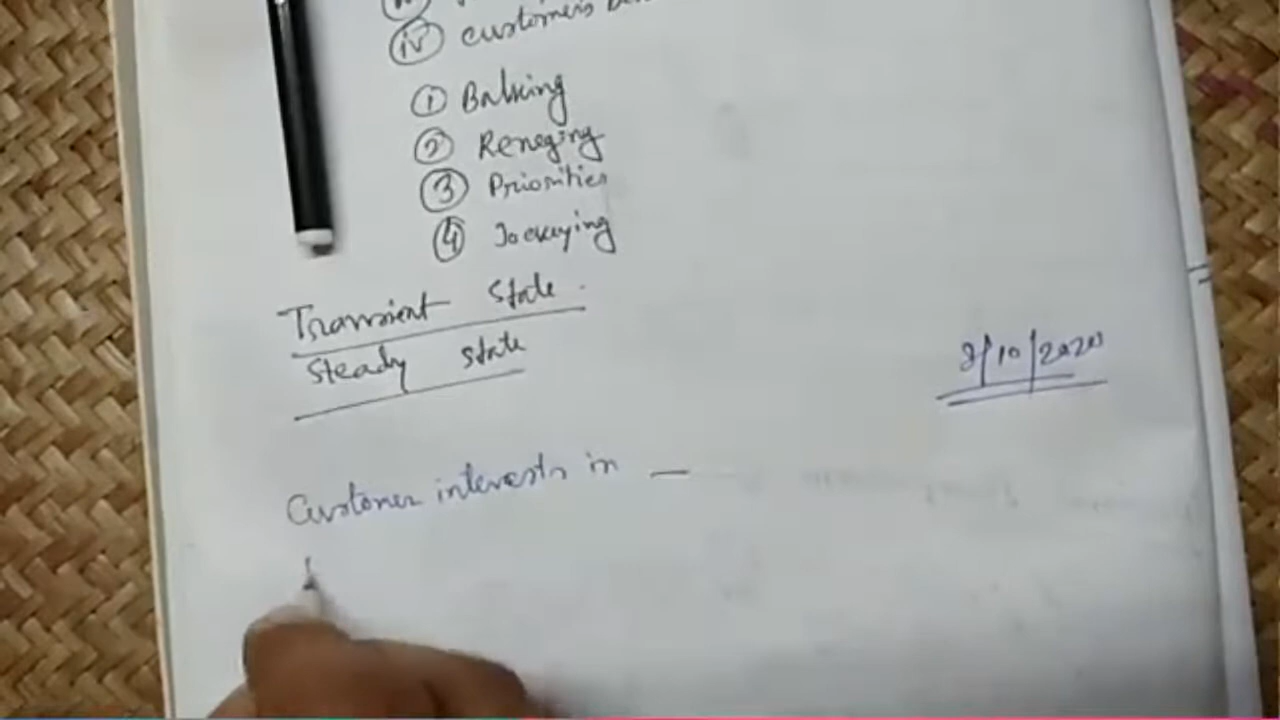 (iv) customers
① Balking
② Reneging
③ Priorities
④ Jockeying
Transient state.
Steady state
8/10/2020
Customer interests in —